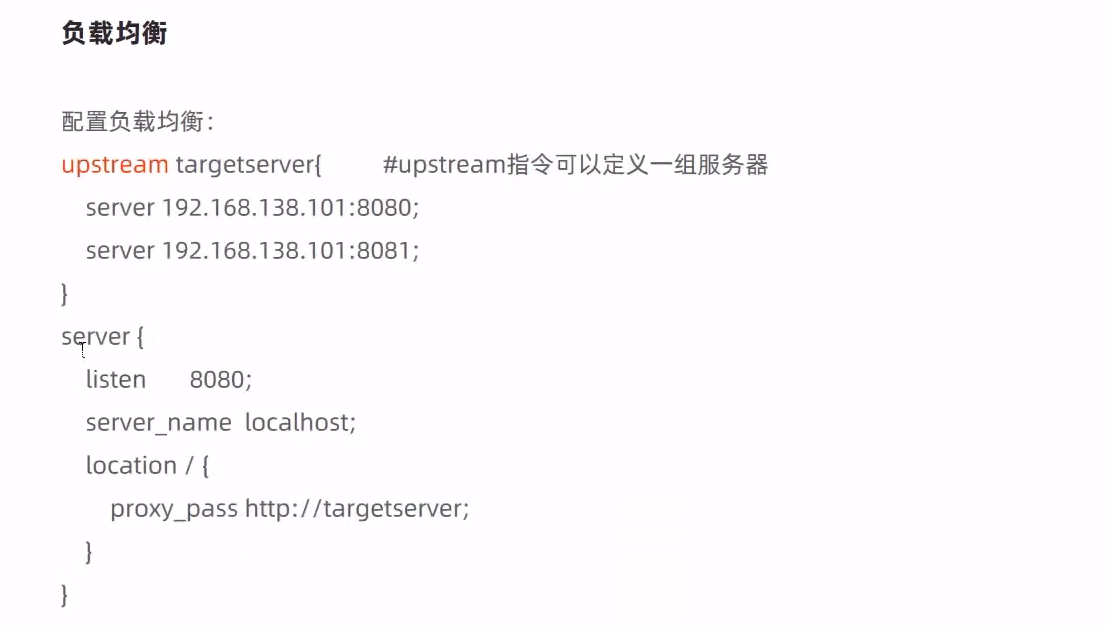 负载均衡
配置负载均衡：
upstream targetserver{ #upstream指令可以定义一组服务器
server 192.168.138.101:8080;
server 192.168.138.101:8081;
}
server {
listen 8080;
server_name localhost;
location / {
proxy_pass http://targetserver;
}
}